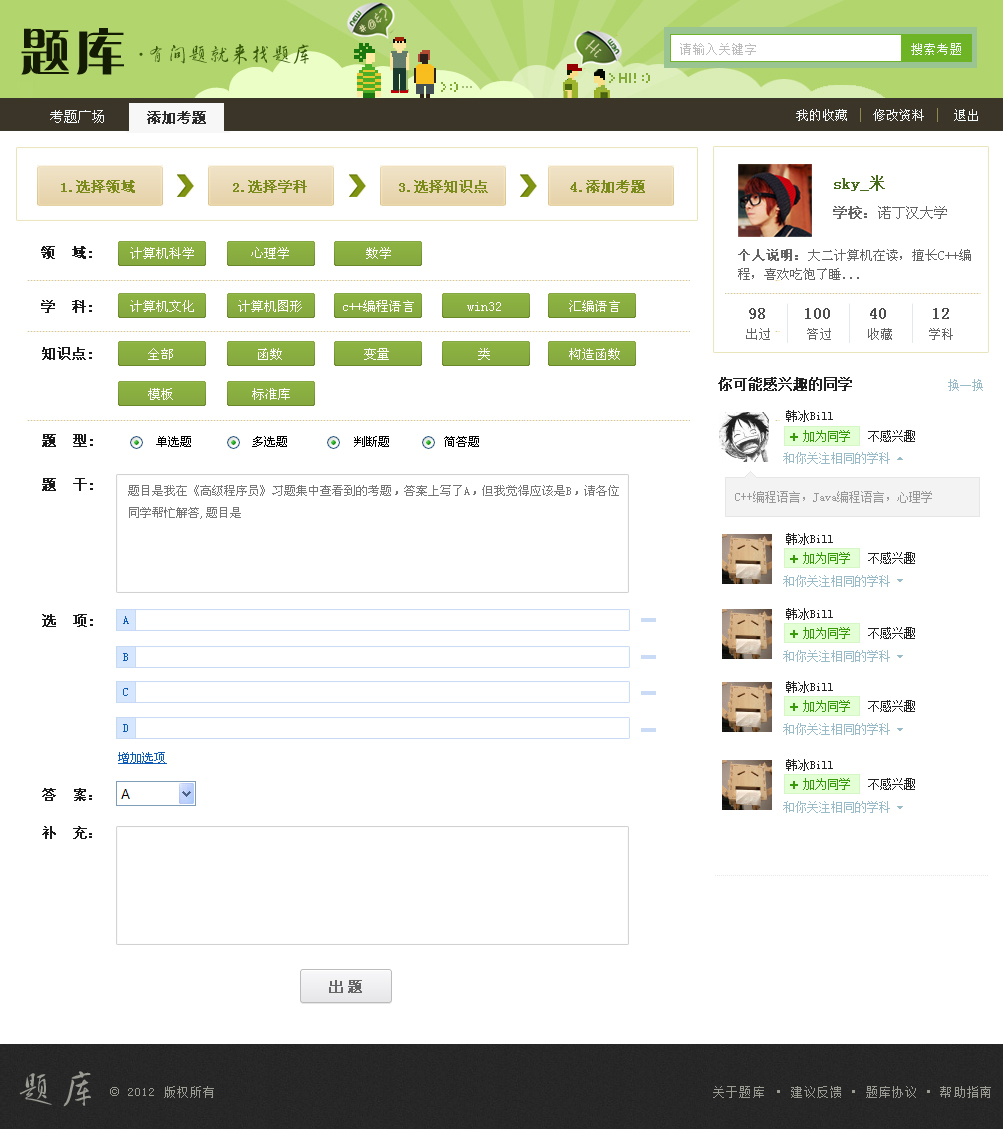 题库 · 有问题就来找题库
new
#@¿?
Hi
>:)···
>HI! :)
请输入关键字 搜索考题
考题广场 添加考题 我的收藏 修改资料 退出
1.选择领域 2.选择学科 3.选择知识点 4.添加考题
领 域: 计算机科学 心理学 数学
学 科: 计算机文化 计算机图形 c++编程语言 win32 汇编语言
知识点: 全部 函数 变量 类 构造函数
模板 标准库
题 型: 单选题 多选题 判断题 简答题
题 干: 题目是我在《高级程序员》习题集中查看到的考题,答案上写了A,但我觉得应该是B,请各位
同学帮忙解答,题目是
选 项: A
B
C
D
增加选项
答 案: A
补 充:
出 题
sky_米
学校: 诺丁汉大学
个人说明: 大二计算机在读, 擅长C++编
程, 喜欢吃饱了睡...
98 100 40 12
出过 答过 收藏 学科
你可能感兴趣的同学 换一换
韩冰Bill
+ 加为同学 不感兴趣
和你关注相同的学科
C++编程语言, Java编程语言, 心理学
韩冰Bill
+ 加为同学 不感兴趣
和你关注相同的学科
韩冰Bill
+ 加为同学 不感兴趣
和你关注相同的学科
韩冰Bill
+ 加为同学 不感兴趣
和你关注相同的学科
韩冰Bill
+ 加为同学 不感兴趣
和你关注相同的学科
题库 © 2012 版权所有 关于题库 · 建议反馈 · 题库协议 · 帮助指南